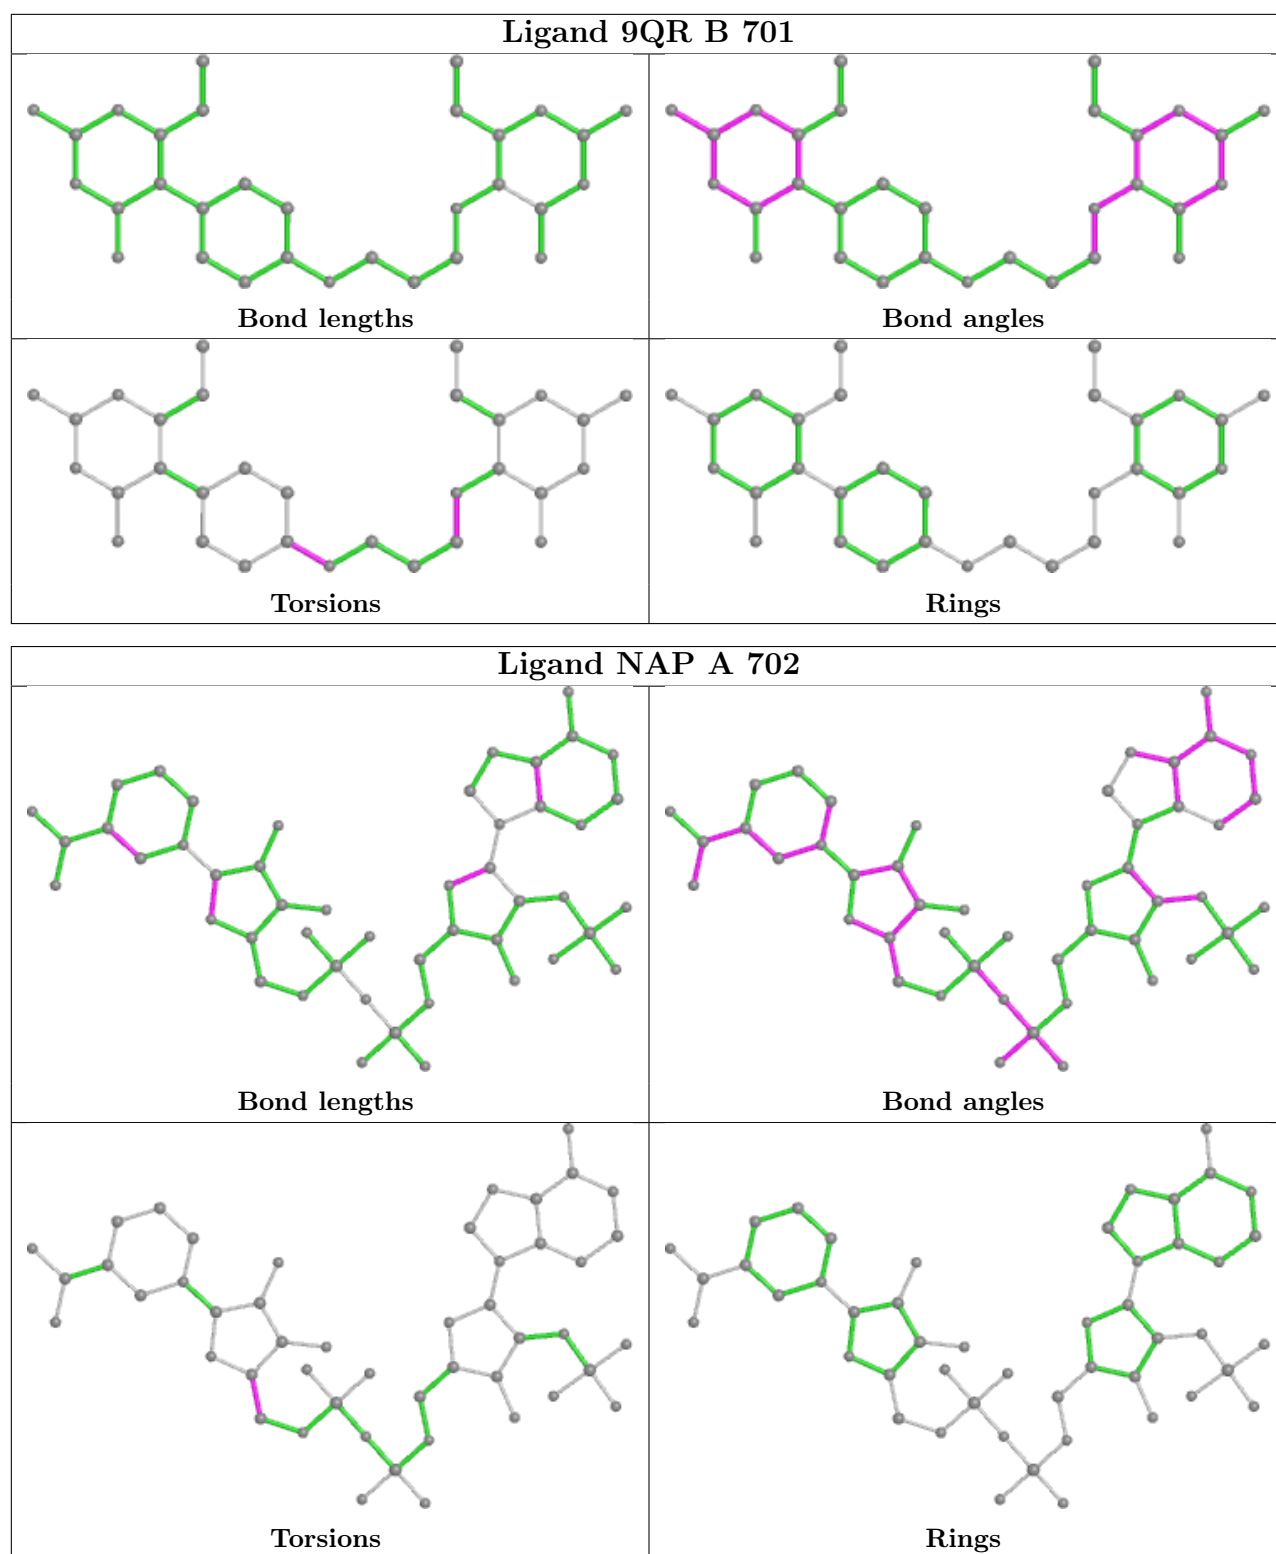 Ligand 9QR B 701
Bond lengths
Bond angles
Torsions
Rings
Ligand NAP A 702
Bond lengths
Bond angles
Torsions
Rings